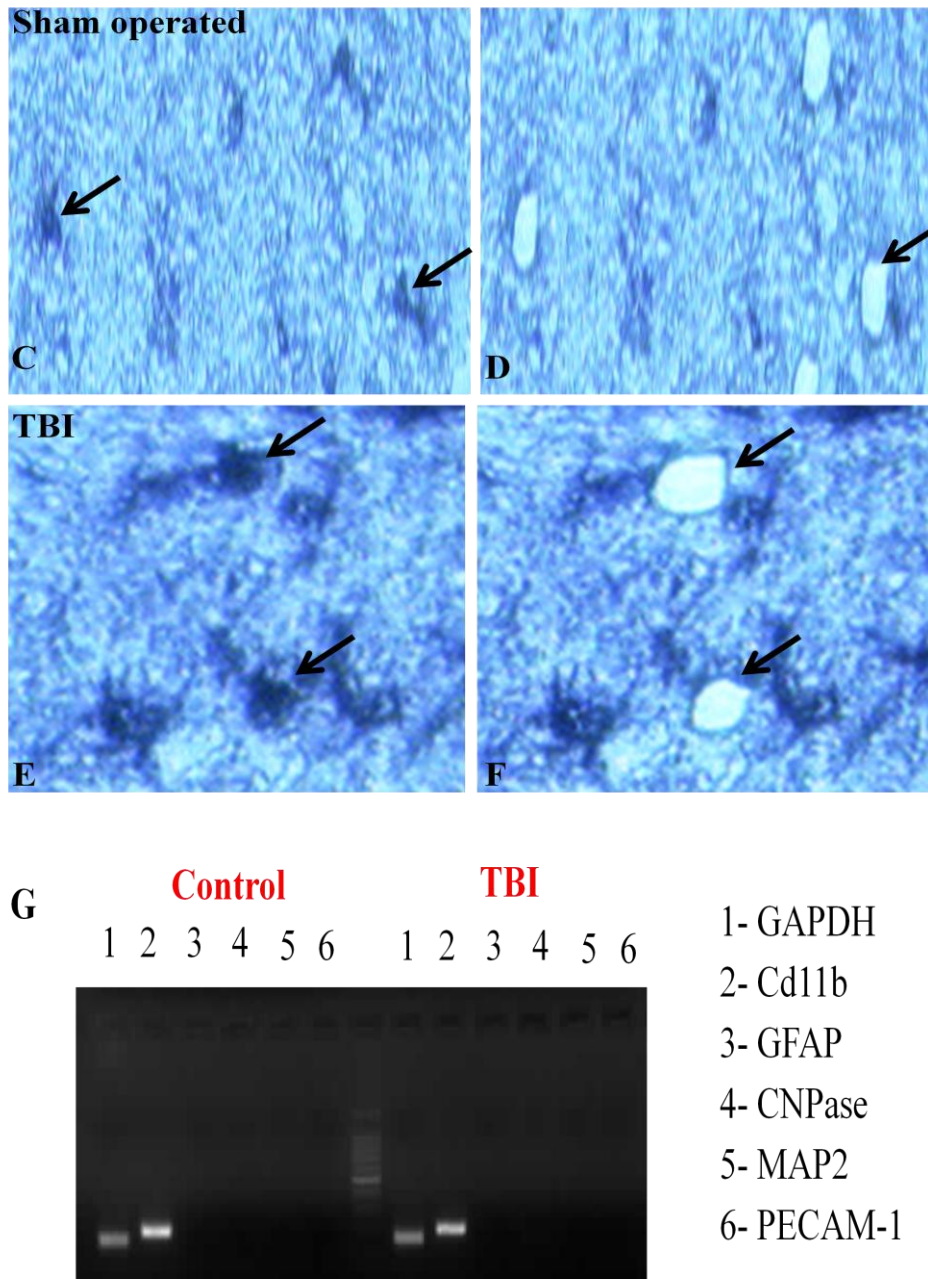 Sham operated
C
D
TBI
E
F
G
Control
TBI
1 2 3 4 5 6
1 2 3 4 5 6
1- GAPDH
2- Cd11b
3- GFAP
4- CNPase
5- MAP2
6- PECAM-1